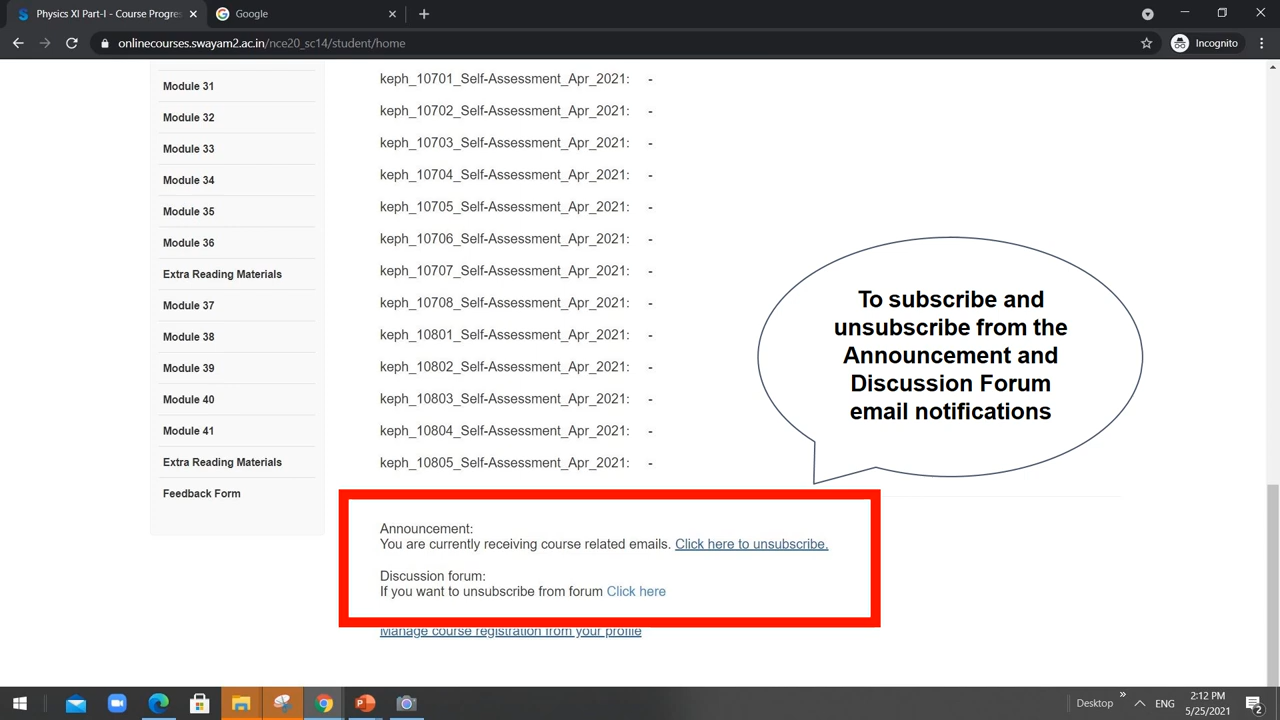 Physics XI Part-I - Course Progres
Google
onlinecourses.swayam2.ac.in/nce20_sc14/student/home
Incognito
Module 31
Module 32
Module 33
Module 34
Module 35
Module 36
Extra Reading Materials
Module 37
Module 38
Module 39
Module 40
Module 41
Extra Reading Materials
Feedback Form
keph_10701_Self-Assessment_Apr_2021: -
keph_10702_Self-Assessment_Apr_2021: -
keph_10703_Self-Assessment_Apr_2021: -
keph_10704_Self-Assessment_Apr_2021: -
keph_10705_Self-Assessment_Apr_2021: -
keph_10706_Self-Assessment_Apr_2021: -
keph_10707_Self-Assessment_Apr_2021: -
keph_10708_Self-Assessment_Apr_2021: -
keph_10801_Self-Assessment_Apr_2021: -
keph_10802_Self-Assessment_Apr_2021: -
keph_10803_Self-Assessment_Apr_2021: -
keph_10804_Self-Assessment_Apr_2021: -
keph_10805_Self-Assessment_Apr_2021: -
To subscribe and
unsubscribe from the
Announcement and
Discussion Forum
email notifications
Announcement:
You are currently receiving course related emails. Click here to unsubscribe.
Discussion forum:
If you want to unsubscribe from forum Click here
Manage course registration from your profile
Desktop
ENG
2:12 PM
5/25/2021
2